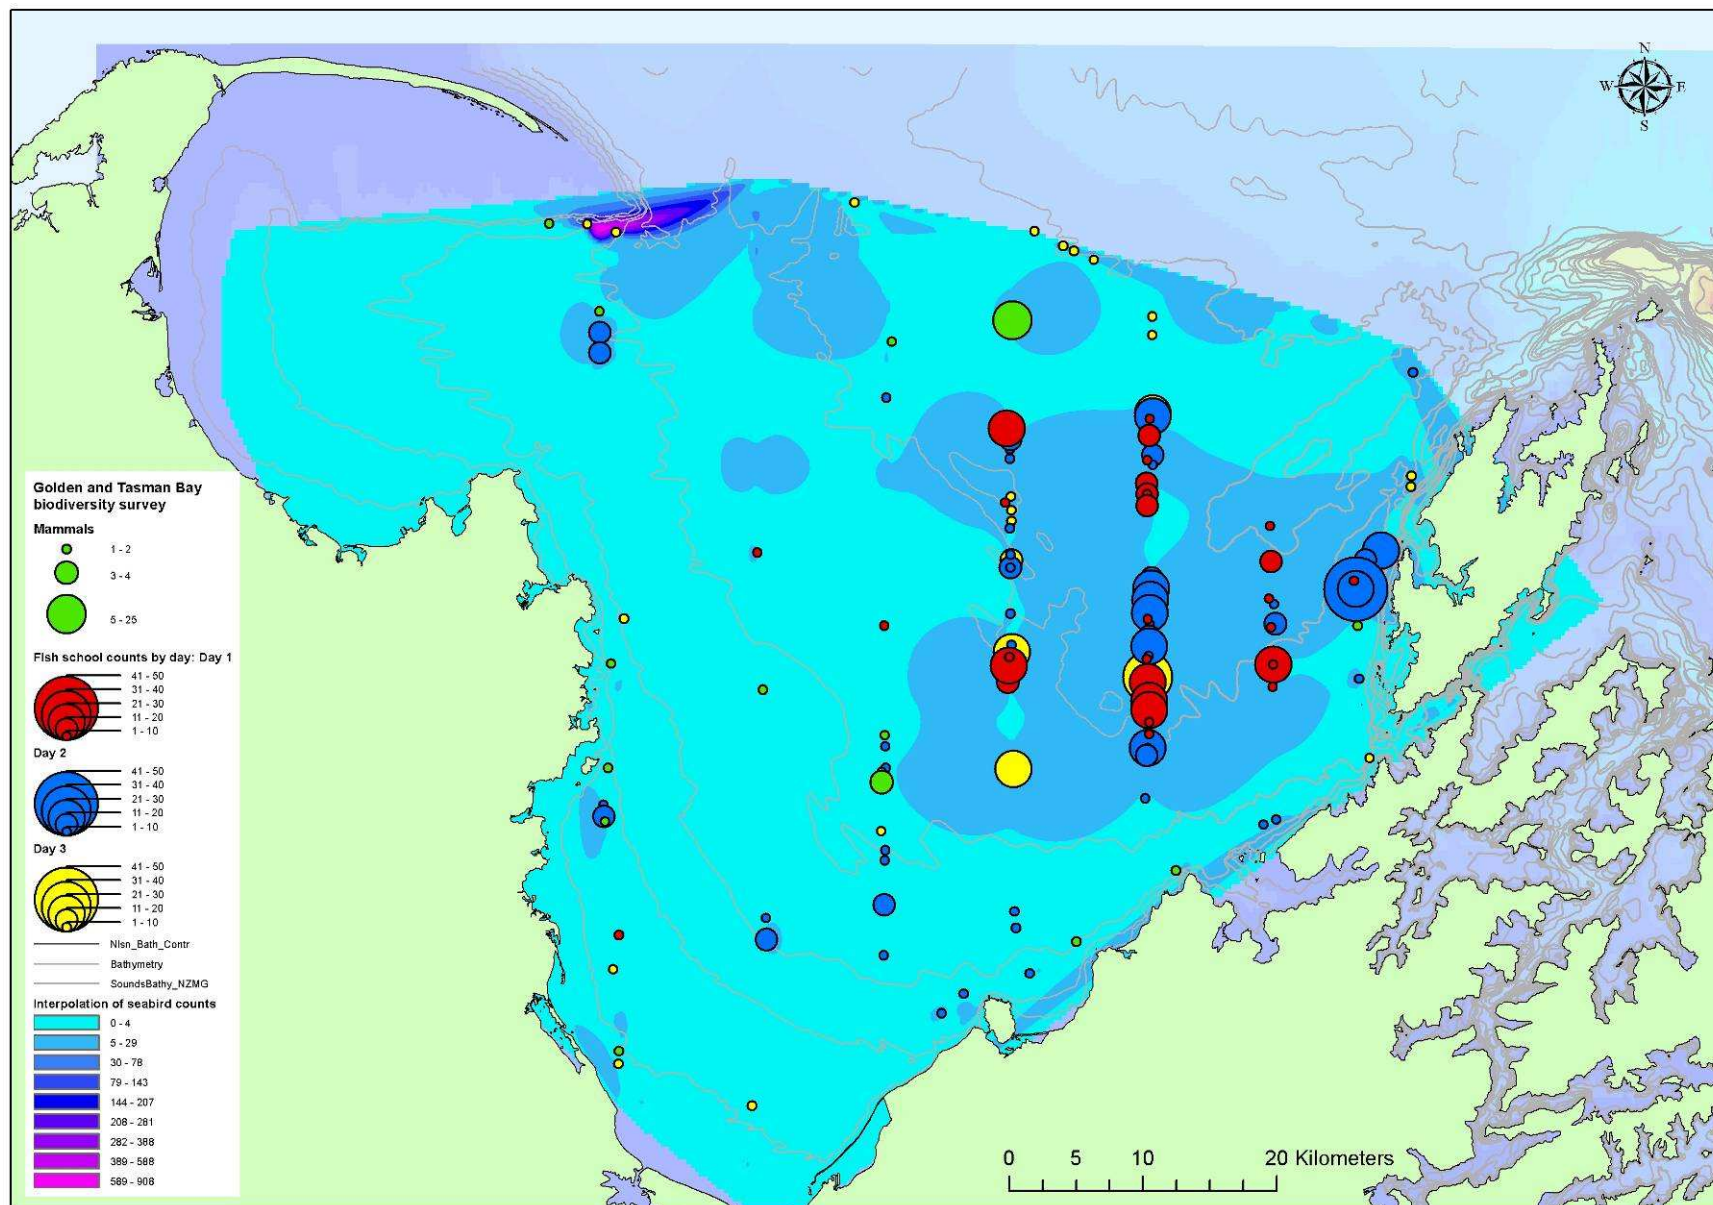 N
W E
S
Golden and Tasman Bay
biodiversity survey
Mammals
1 - 2
3 - 4
5 - 25
Fish school counts by day: Day 1
41 - 50
31 - 40
21 - 30
11 - 20
1 - 10
Day 2
41 - 50
31 - 40
21 - 30
11 - 20
1 - 10
Day 3
41 - 50
31 - 40
21 - 30
11 - 20
1 - 10
Nlsn_Bath_Contr
Bathymetry
SoundsBathy_NZMG
Interpolation of seabird counts
0 - 4
5 - 29
30 - 78
79 - 143
144 - 207
208 - 281
282 - 388
389 - 588
589 - 908
0 5 10 20 Kilometers